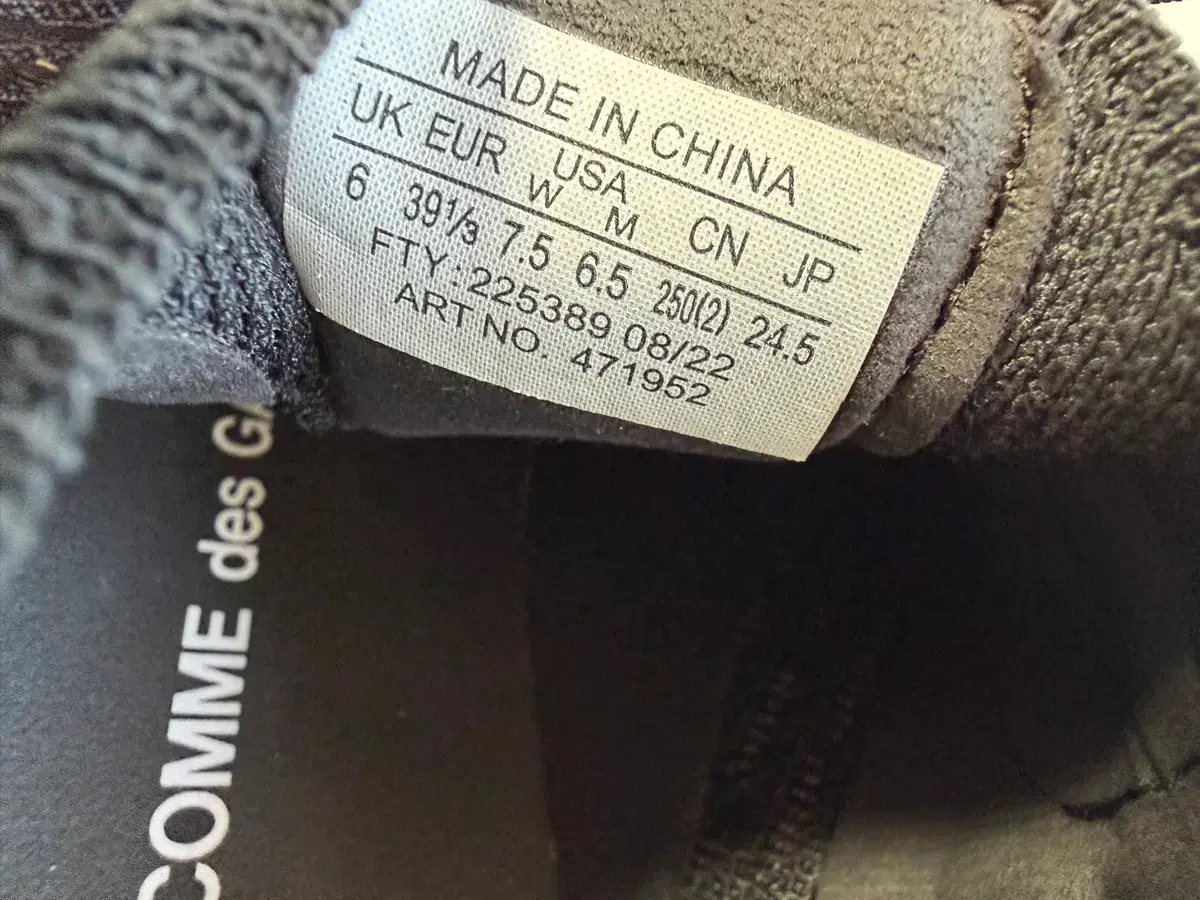 MADE IN CHINA
UK EUR USA CN JP
W M
6 39⅓ 7.5 6.5 250(2) 24.5
FTY:225389 08/22
ART NO. 471952
COMME des